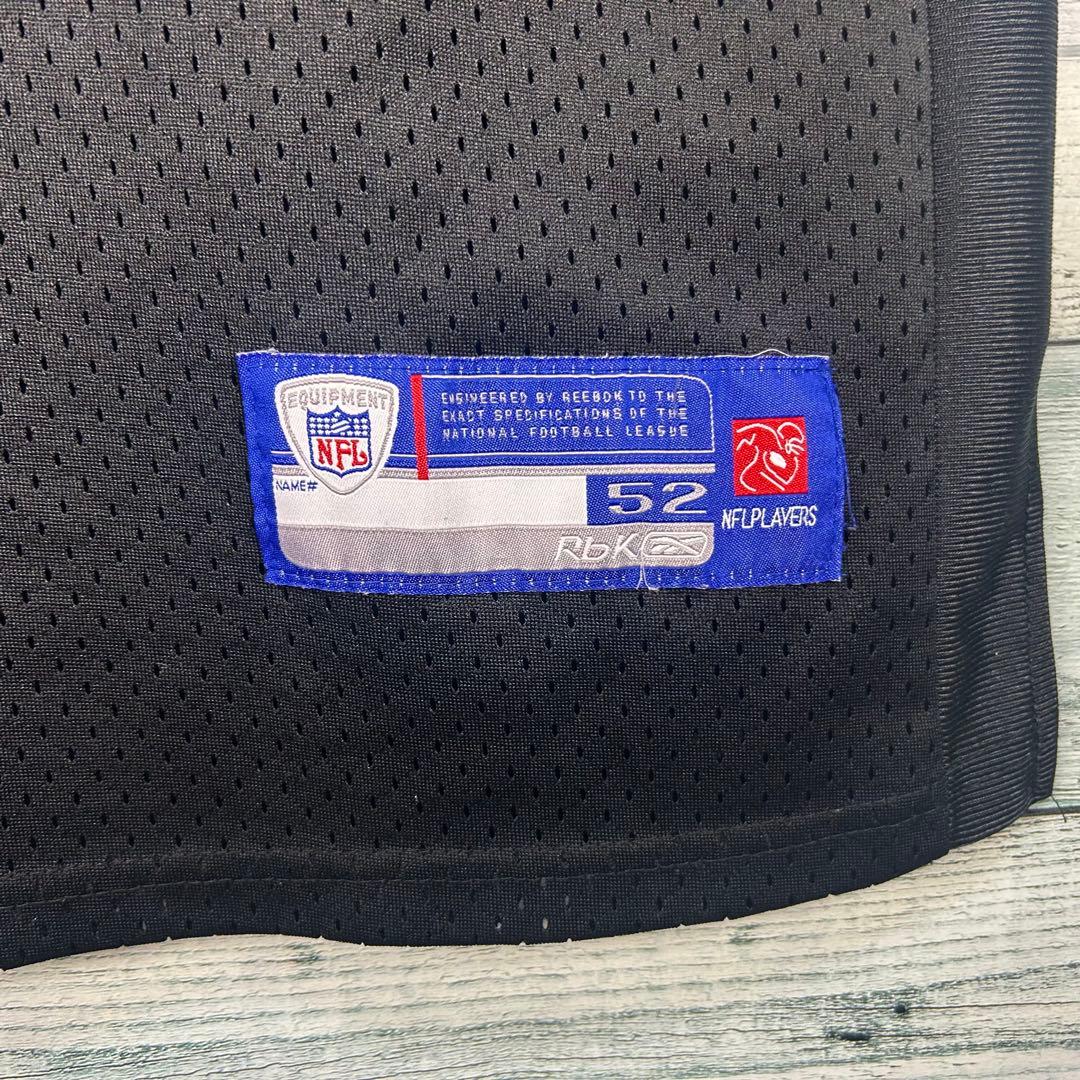 EQUIPMENT
NFL
ENGINEERED BY REEBOK TO THE
EXACT SPECIFICATIONS OF THE
NATIONAL FOOTBALL LEAGUE
NAME#
52
RbK
NFLPLAYERS